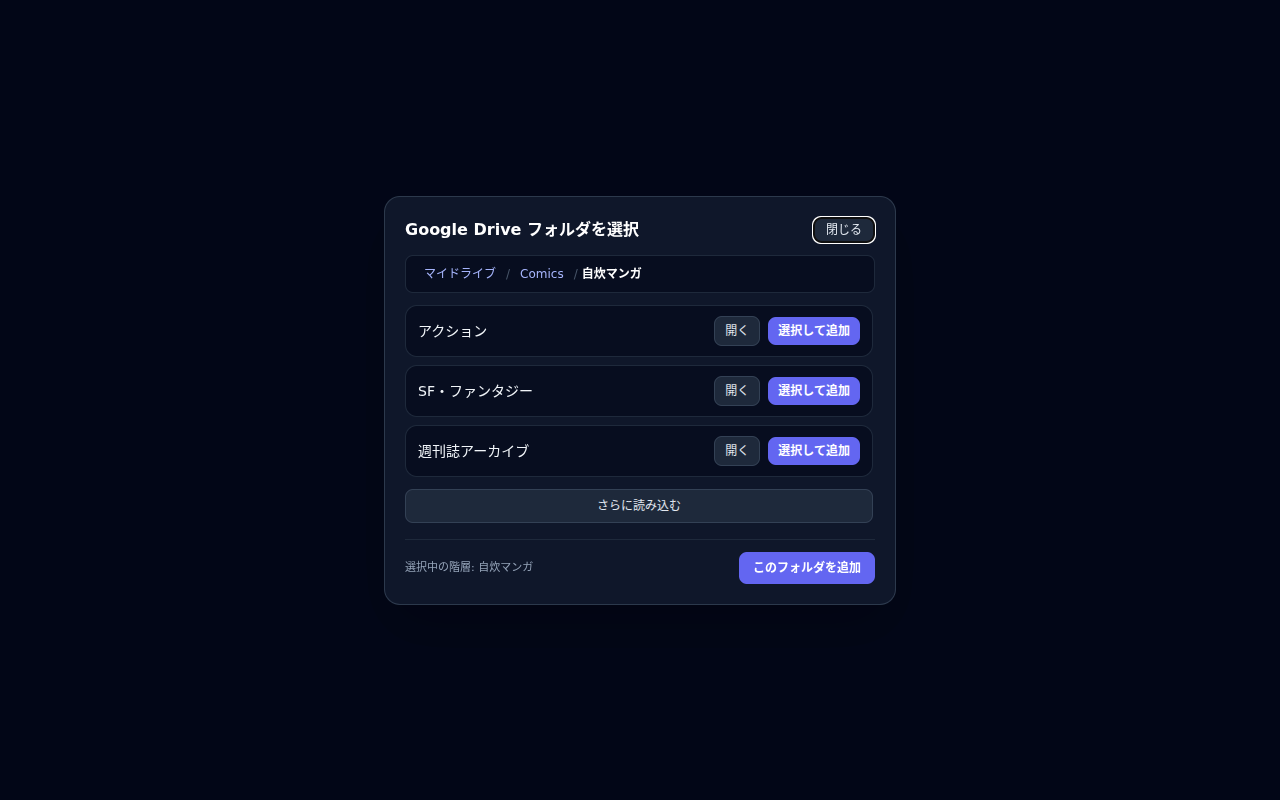 Google Drive フォルダを選択 閉じる
マイドライブ / Comics / 自炊マンガ
アクション 開く 選択して追加
SF・ファンタジー 開く 選択して追加
週刊誌アーカイブ 開く 選択して追加
さらに読み込む
選択中の階層: 自炊マンガ このフォルダを追加